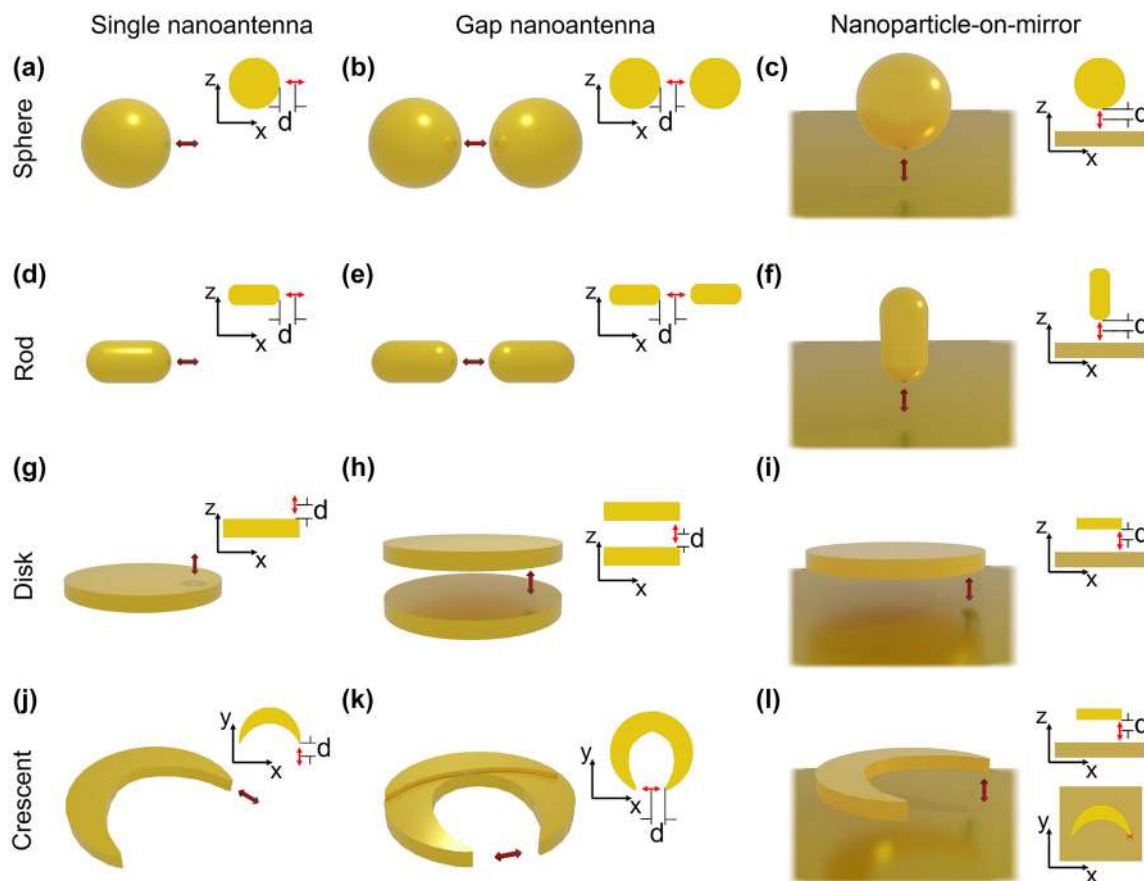 Single nanoantenna
Gap nanoantenna
Nanoparticle-on-mirror
Sphere
(a)
z
x
d
(b)
z
x
d
(c)
z
x
d
Rod
(d)
z
x
d
(e)
z
x
d
(f)
z
x
d
Disk
(g)
z
x
d
(h)
z
x
d
(i)
z
x
d
Crescent
(j)
y
x
d
(k)
y
x
d
(l)
z
x
d
y
x